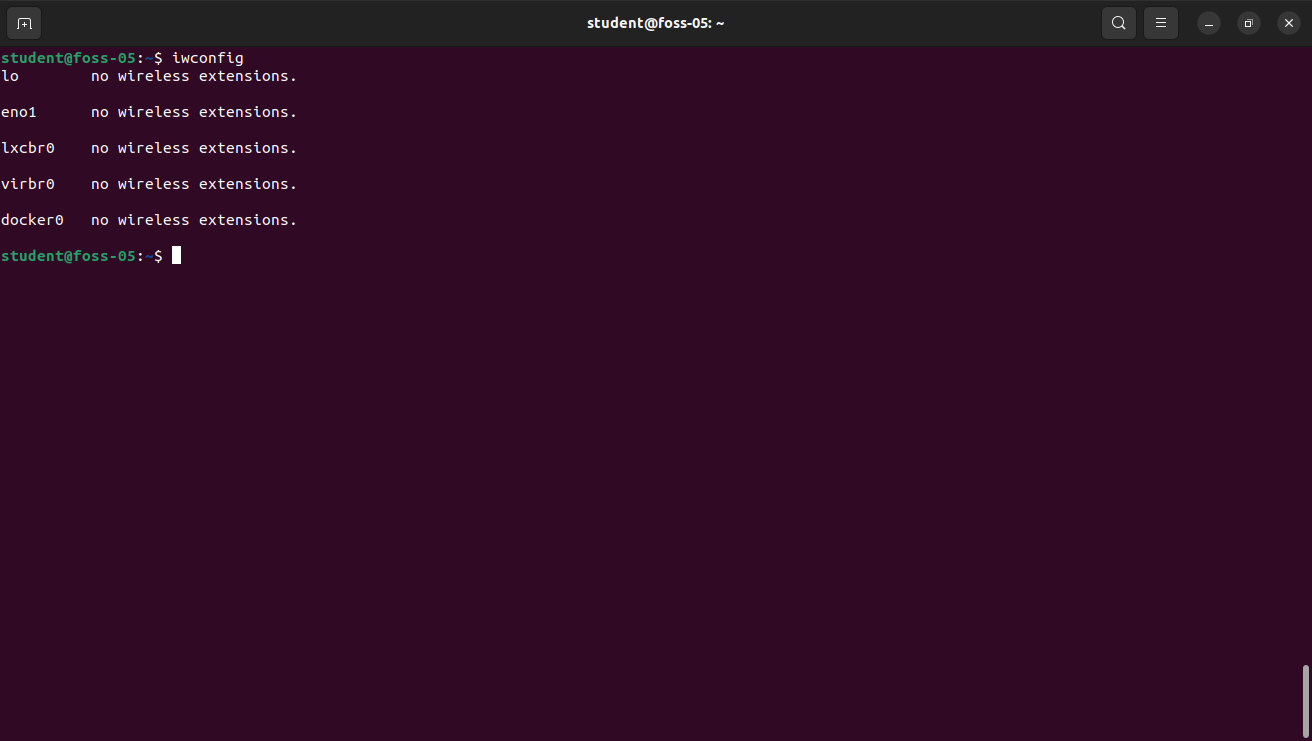 student@foss-05: ~
student@foss-05:~$ iwconfig
lo        no wireless extensions.
eno1      no wireless extensions.
lxcbr0    no wireless extensions.
virbr0    no wireless extensions.
docker0   no wireless extensions.
student@foss-05:~$